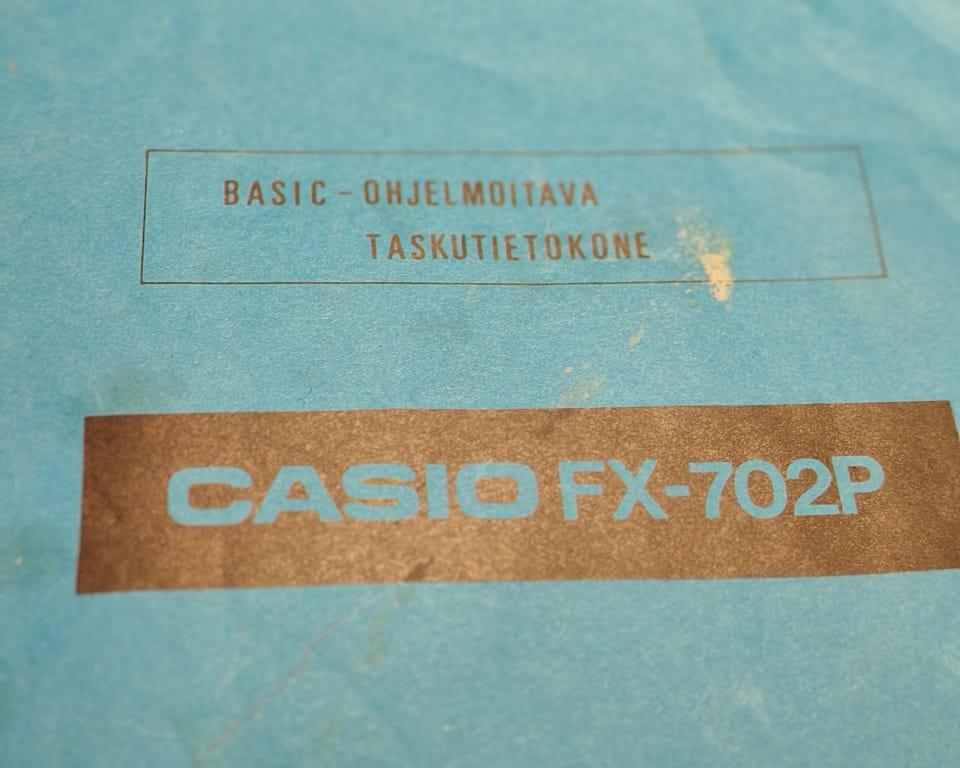 BASIC - OHJELMOITAVA
TASKUTIETOKONE
CASIO FX-702P